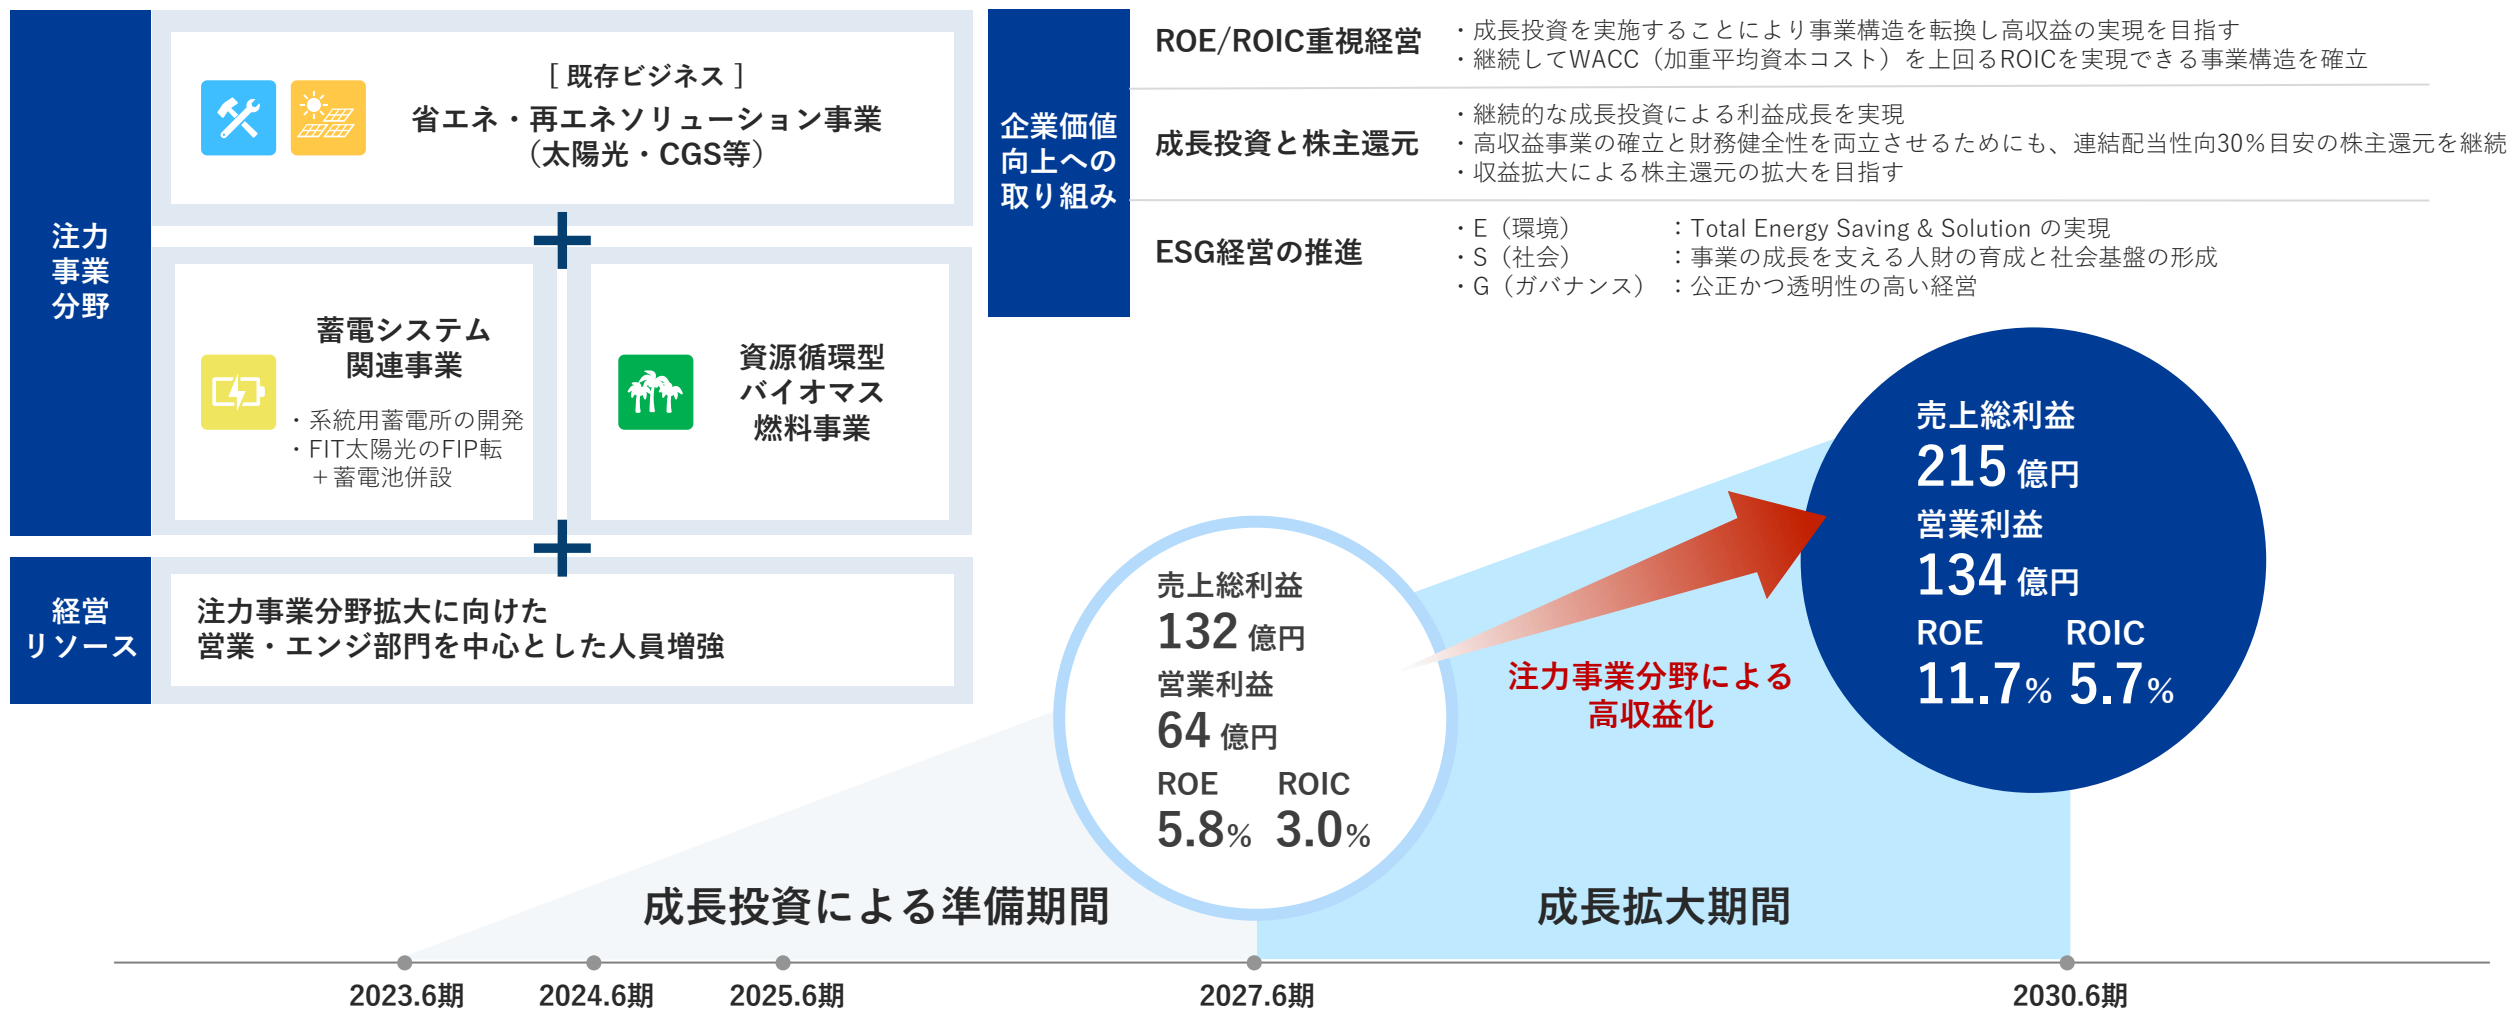 注力
事業
分野
[ 既存ビジネス ]
省エネ・再エネソリューション事業
（太陽光・CGS等）
蓄電システム
関連事業
・系統用蓄電所の開発
・FIT太陽光のFIP転
＋蓄電池併設
資源循環型
バイオマス
燃料事業
経営
リソース
注力事業分野拡大に向けた
営業・エンジ部門を中心とした人員増強
企業価値
向上への
取り組み
ROE/ROIC重視経営
・成長投資を実施することにより事業構造を転換し高収益の実現を目指す
・継続してWACC（加重平均資本コスト）を上回るROICを実現できる事業構造を確立
成長投資と株主還元
・継続的な成長投資による利益成長を実現
・高収益事業の確立と財務健全性を両立させるためにも、連結配当性向30％目安の株主還元を継続
・収益拡大による株主還元の拡大を目指す
ESG経営の推進
・E（環境）　：Total Energy Saving & Solution の実現
・S（社会）　：事業の成長を支える人財の育成と社会基盤の形成
・G（ガバナンス）　：公正かつ透明性の高い経営
売上総利益
132 億円
営業利益
64 億円
ROE ROIC
5.8% 3.0%
注力事業分野による
高収益化
売上総利益
215 億円
営業利益
134 億円
ROE ROIC
11.7% 5.7%
成長投資による準備期間
成長拡大期間
2023.6期 2024.6期 2025.6期 2027.6期 2030.6期